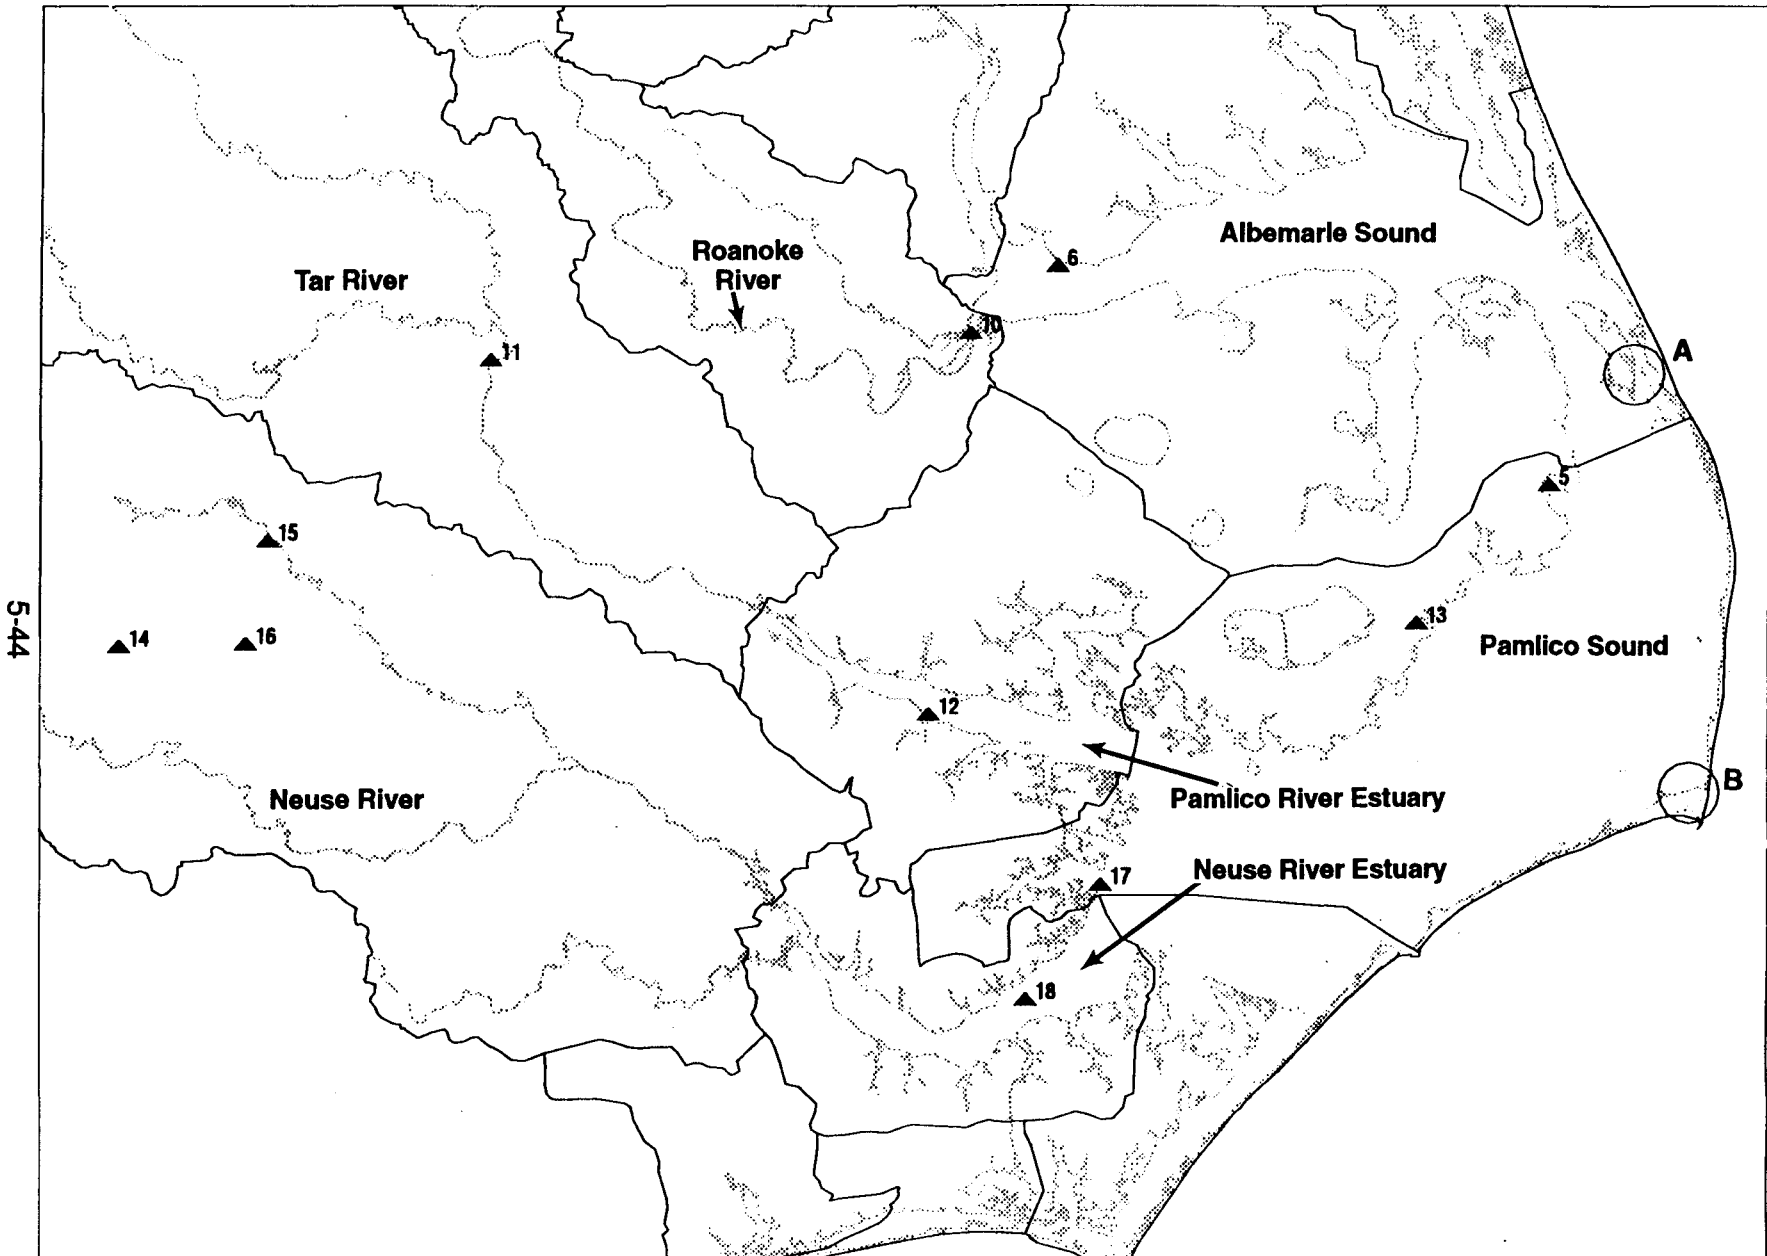 Albemarle Sound
Roanoke
River
Tar River
6
10
11
A
5
15
13
14
16
Pamlico Sound
12
5-44
B
Neuse River
Pamlico River Estuary
Neuse River Estuary
17
18